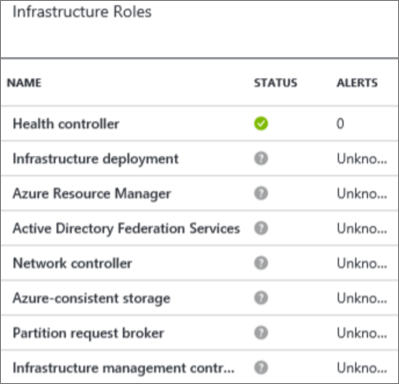 Infrastructure Roles
NAME STATUS ALERTS
Health controller 0
Infrastructure deployment ? Unkno...
Azure Resource Manager ? Unkno...
Active Directory Federation Services ? Unkno...
Network controller ? Unkno...
Azure-consistent storage ? Unkno...
Partition request broker ? Unkno...
Infrastructure management contr... ? Unkno...